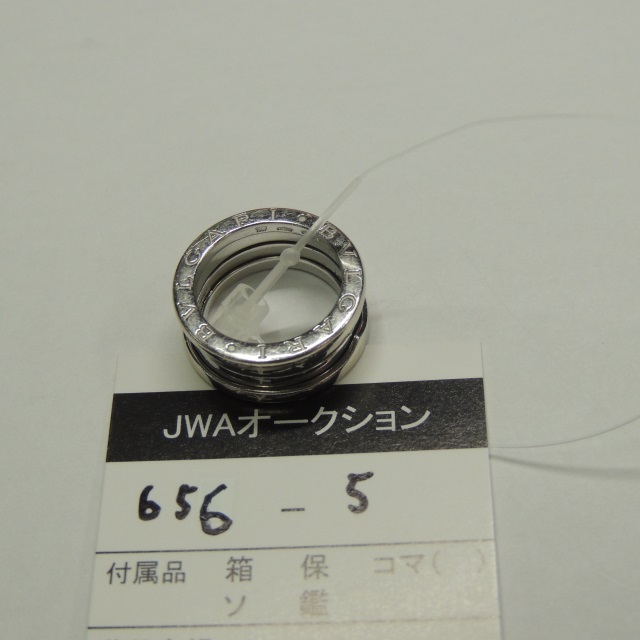 BVLGARI • BVLGARI •
JWAオークション
656 - 5
付属品 箱 保 コマ( )
ソ 鑑